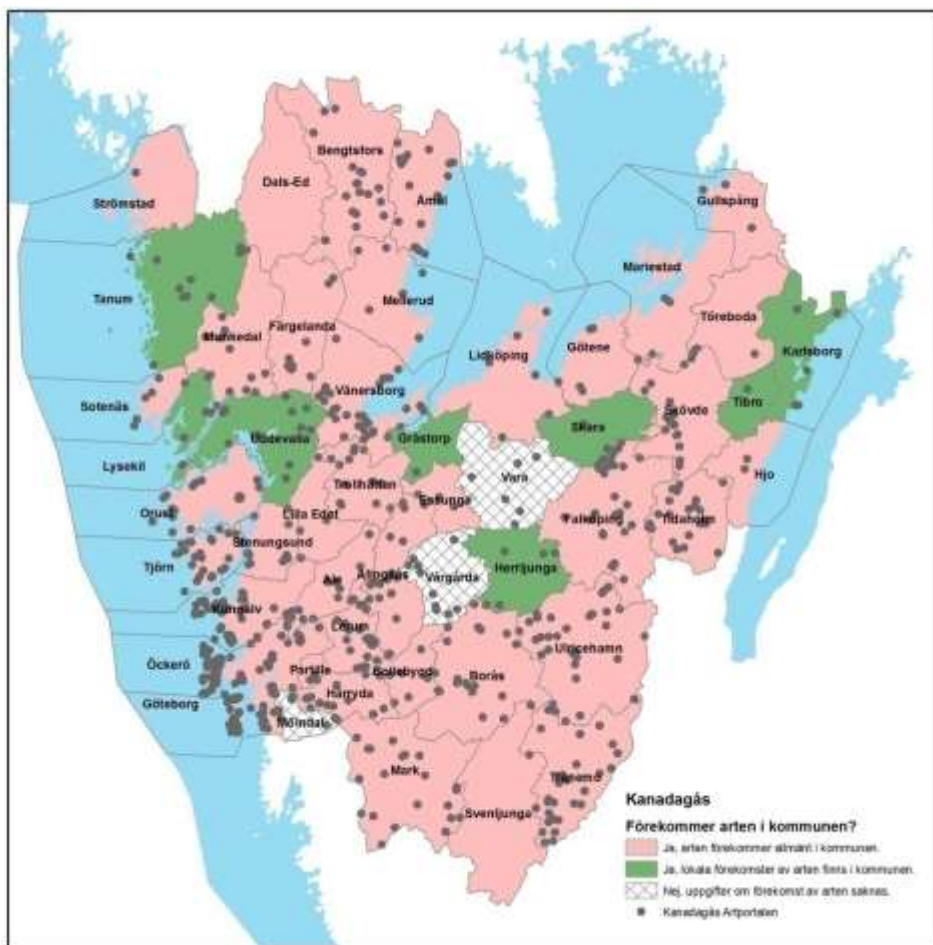 Bengtsfors
Dals-Ed
Åmål
Strömstad
Gullspång
Mariestad
Tanum
Mellerud
Töreboda
Munkedal
Färgelanda
Götene
Lidköping
Karlsborg
Vänersborg
Sotenäs
Tibro
Skövde
Skara
Uddevalla
Grästorp
Lysekil
Vara
Hjo
Trollhättan
Essunga
Orust
Lilla Edet
Falköping
Tidaholm
Stenungsund
Tjörn
Herrljunga
Ale
Alingsås
Vårgårda
Kungälv
Lerum
Ulricehamn
Öckerö
Partille
Bollebygd
Borås
Härryda
Göteborg
Mölndal
Mark
Tranemo
Svenljunga
Kanadagås
Förekommer arten i kommunen?
Ja, arten förekommer allmänt i kommunen.
Ja, lokala förekomster av arten finns i kommunen.
Nej, uppgifter om förekomst av arten saknas.
Kanadagås Artportalen